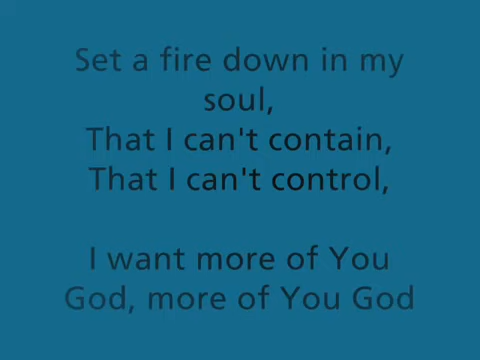 Set a fire down in my
soul,
That I can't contain,
That I can't control,
I want more of You
God, more of You God